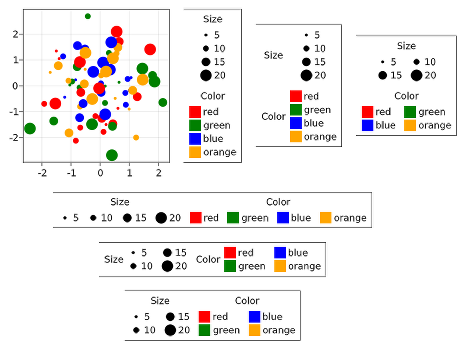 2
1
0
-1
-2
-2 -1 0 1 2
Size
5
10
15
20
Color
red
green
blue
orange
Size
5
10
15
20
Color
red
green
blue
orange
Size
5 10
15 20
Color
red green
blue orange
Size Color
5 10 15 20 red green blue orange
Size 5 15 Color red blue
10 20 green orange
Size Color
5 15 red blue
10 20 green orange